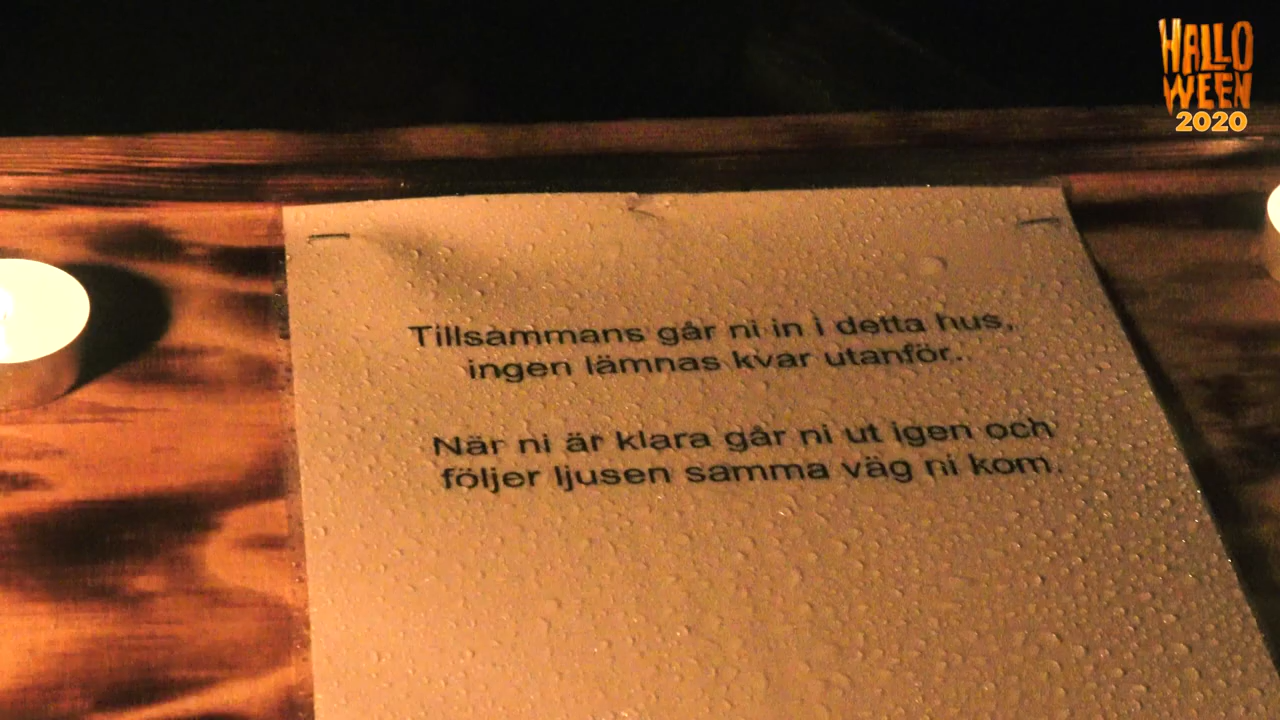 HALLO
WEEN
2020
Tillsammans går ni in i detta hus,
ingen lämnas kvar utanför..
När ni är klara går ni ut igen och
följer ljusen samma väg ni kom.